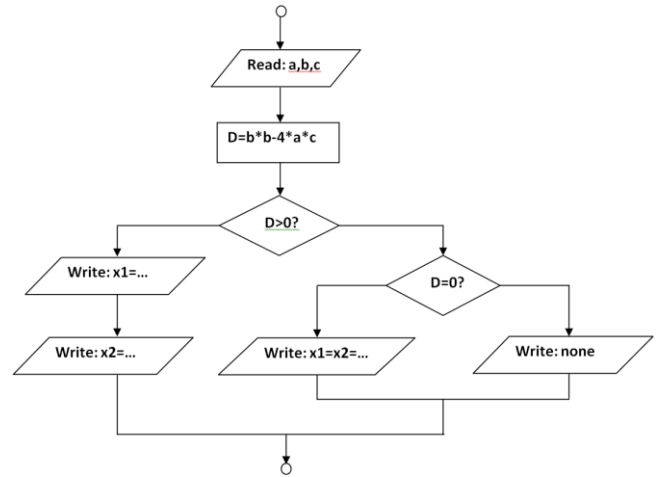 Read: a,b,c
D=b*b-4*a*c
D>0?
Write: x1=...
D=0?
Write: x2=...
Write: x1=x2=...
Write: none